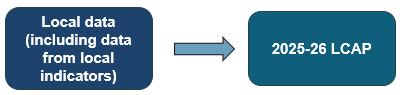 Local data
(including data
from local
indicators)
2025-26 LCAP